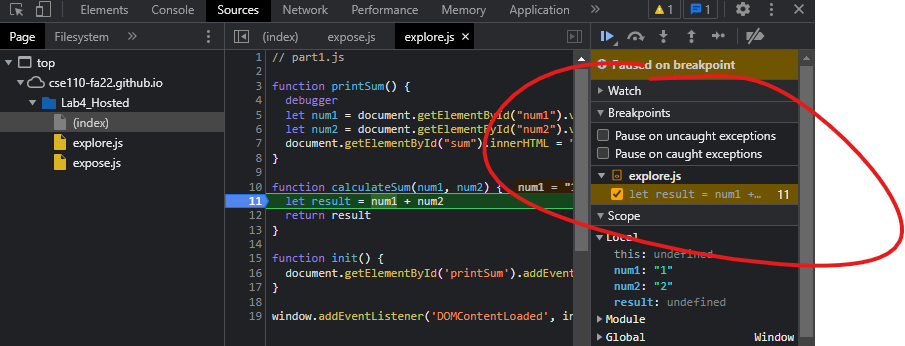 Elements Console Sources Network Performance Memory Application » 1 1
Page Filesystem »
(index) expose.js explore.js ×
top
cse110-fa22.github.io
Lab4_Hosted
(index)
explore.js
expose.js
1 // part1.js
2
3 function printSum() {
4 debugger
5 let num1 = document.getElementById("num1").v
6 let num2 = document.getElementById("num2").v
7 document.getElementById("sum").innerHTML = "
8 }
9
10 function calculateSum(num1, num2) { num1 = "1
11 let result = num1 + num2
12 return result
13 }
14
15 function init() {
16 document.getElementById('printSum').addEvent
17 }
18
19 window.addEventListener('DOMContentLoaded', in
Paused on breakpoint
Watch
Breakpoints
Pause on uncaught exceptions
Pause on caught exceptions
explore.js
let result = num1 +… 11
Scope
Local
this: undefined
num1: "1"
num2: "2"
result: undefined
Module
Global Window